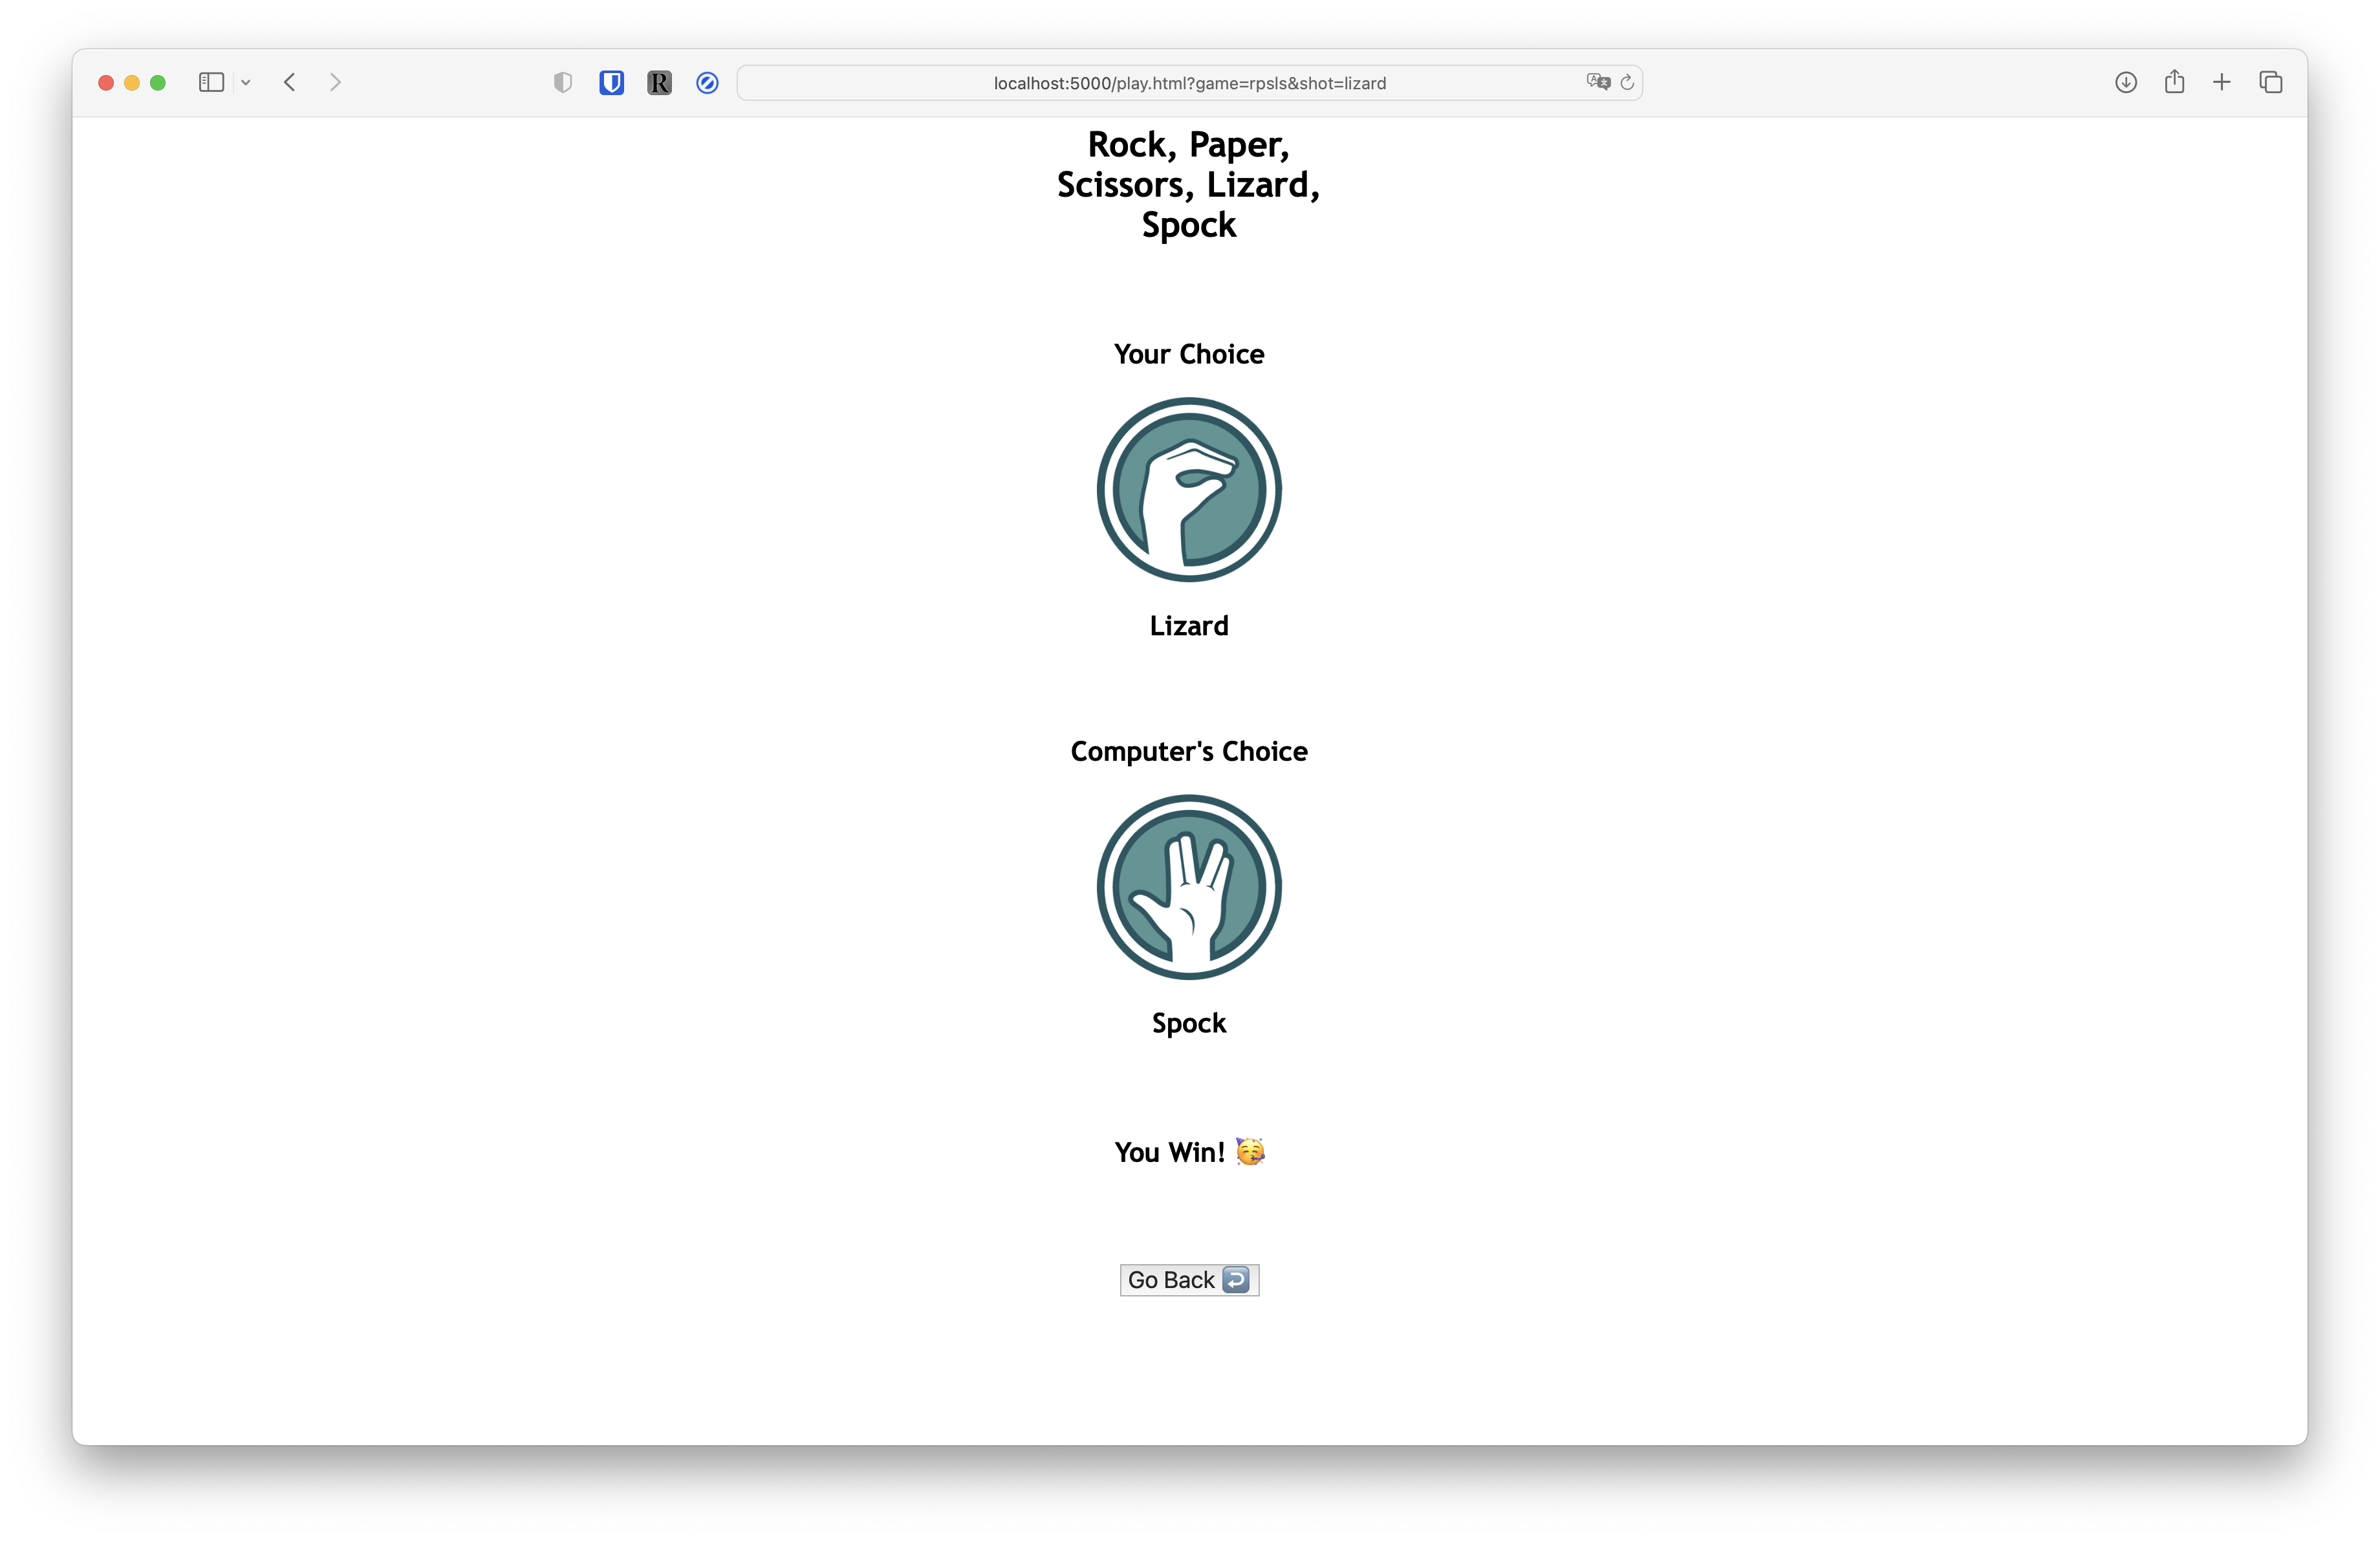 R
localhost:5000/play.html?game=rpsls&shot=lizard
Rock, Paper,
Scissors, Lizard,
Spock
Your Choice
Lizard
Computer's Choice
Spock
You Win! 🥳
Go Back ↩️